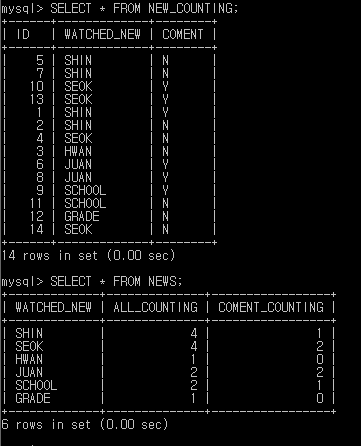 mysql> SELECT * FROM NEW_COUNTING;
+------+-------------+--------+
| ID   | WATCHED_NEW | COMENT |
+------+-------------+--------+
|    5 | SHIN        | N      |
|    7 | SHIN        | N      |
|   10 | SEOK        | Y      |
|   13 | SEOK        | Y      |
|    1 | SHIN        | Y      |
|    2 | SHIN        | N      |
|    4 | SEOK        | N      |
|    3 | HWAN        | N      |
|    6 | JUAN        | Y      |
|    8 | JUAN        | Y      |
|    9 | SCHOOL      | Y      |
|   11 | SCHOOL      | N      |
|   12 | GRADE       | N      |
|   14 | SEOK        | N      |
+------+-------------+--------+
14 rows in set (0.00 sec)
mysql> SELECT * FROM NEWS;
+-------------+--------------+-----------------+
| WATCHED_NEW | ALL_COUNTING | COMENT_COUNTING |
+-------------+--------------+-----------------+
| SHIN        |            4 |               1 |
| SEOK        |            4 |               2 |
| HWAN        |            1 |               0 |
| JUAN        |            2 |               2 |
| SCHOOL      |            2 |               1 |
| GRADE       |            1 |               0 |
+-------------+--------------+-----------------+
6 rows in set (0.00 sec)